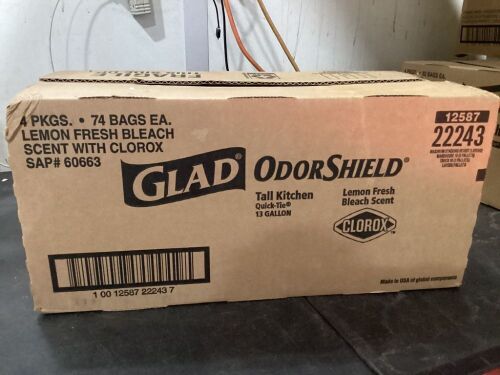 4 PKGS. • 74 BAGS EA.
LEMON FRESH BLEACH
SCENT WITH CLOROX
SAP# 60663
GLAD ODORSHIELD®
Tall Kitchen
Quick-Tie®
13 GALLON
Lemon Fresh
Bleach Scent
CLOROX
12587
22243
1 00 12587 22243 7
Made in USA of global components